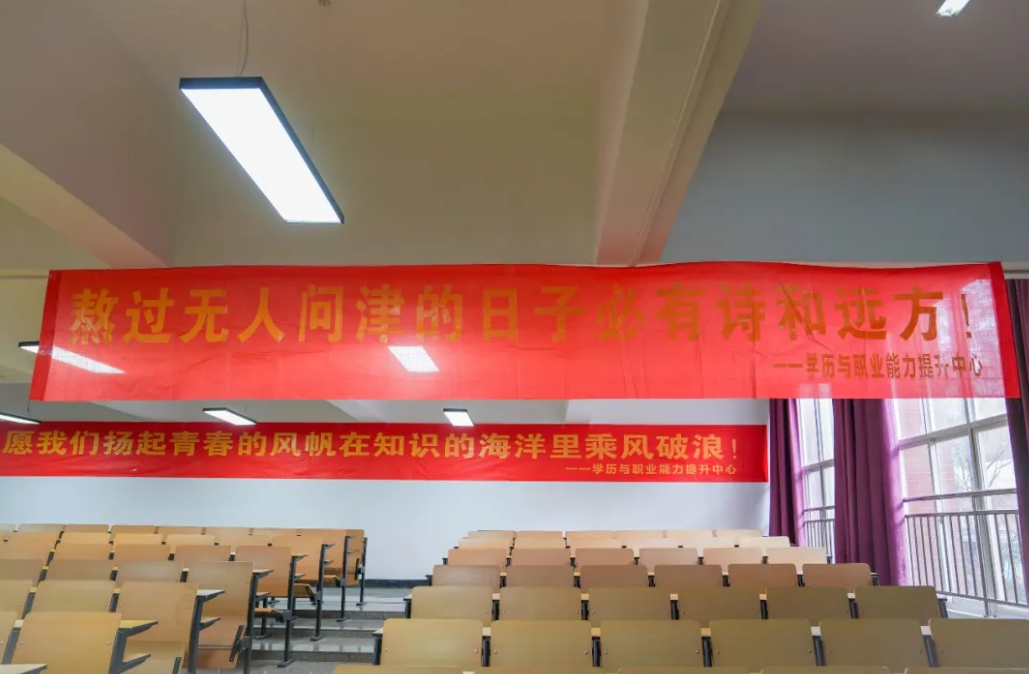 熬过无人问津的日子必有诗和远方！
——学历与职业能力提升中心
愿我们扬起青春的风帆在知识的海洋里乘风破浪！
——学历与职业能力提升中心